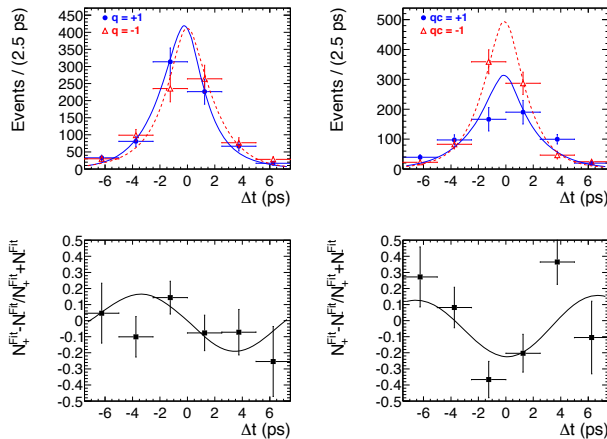 q = +1
q = -1
Events / (2.5 ps)
450
400
350
300
250
200
150
100
50
0
-6 -4 -2 0 2 4 6
Δt (ps)
qc = +1
qc = -1
Events / (2.5 ps)
500
400
300
200
100
0
-6 -4 -2 0 2 4 6
Δt (ps)
N₊^Fit-N₋^Fit/N₊^Fit+N₋^Fit
0.5
0.4
0.3
0.2
0.1
0
-0.1
-0.2
-0.3
-0.4
-0.5
-6 -4 -2 0 2 4 6
Δt (ps)
N₊^Fit-N₋^Fit/N₊^Fit+N₋^Fit
0.5
0.4
0.3
0.2
0.1
0
-0.1
-0.2
-0.3
-0.4
-0.5
-6 -4 -2 0 2 4 6
Δt (ps)